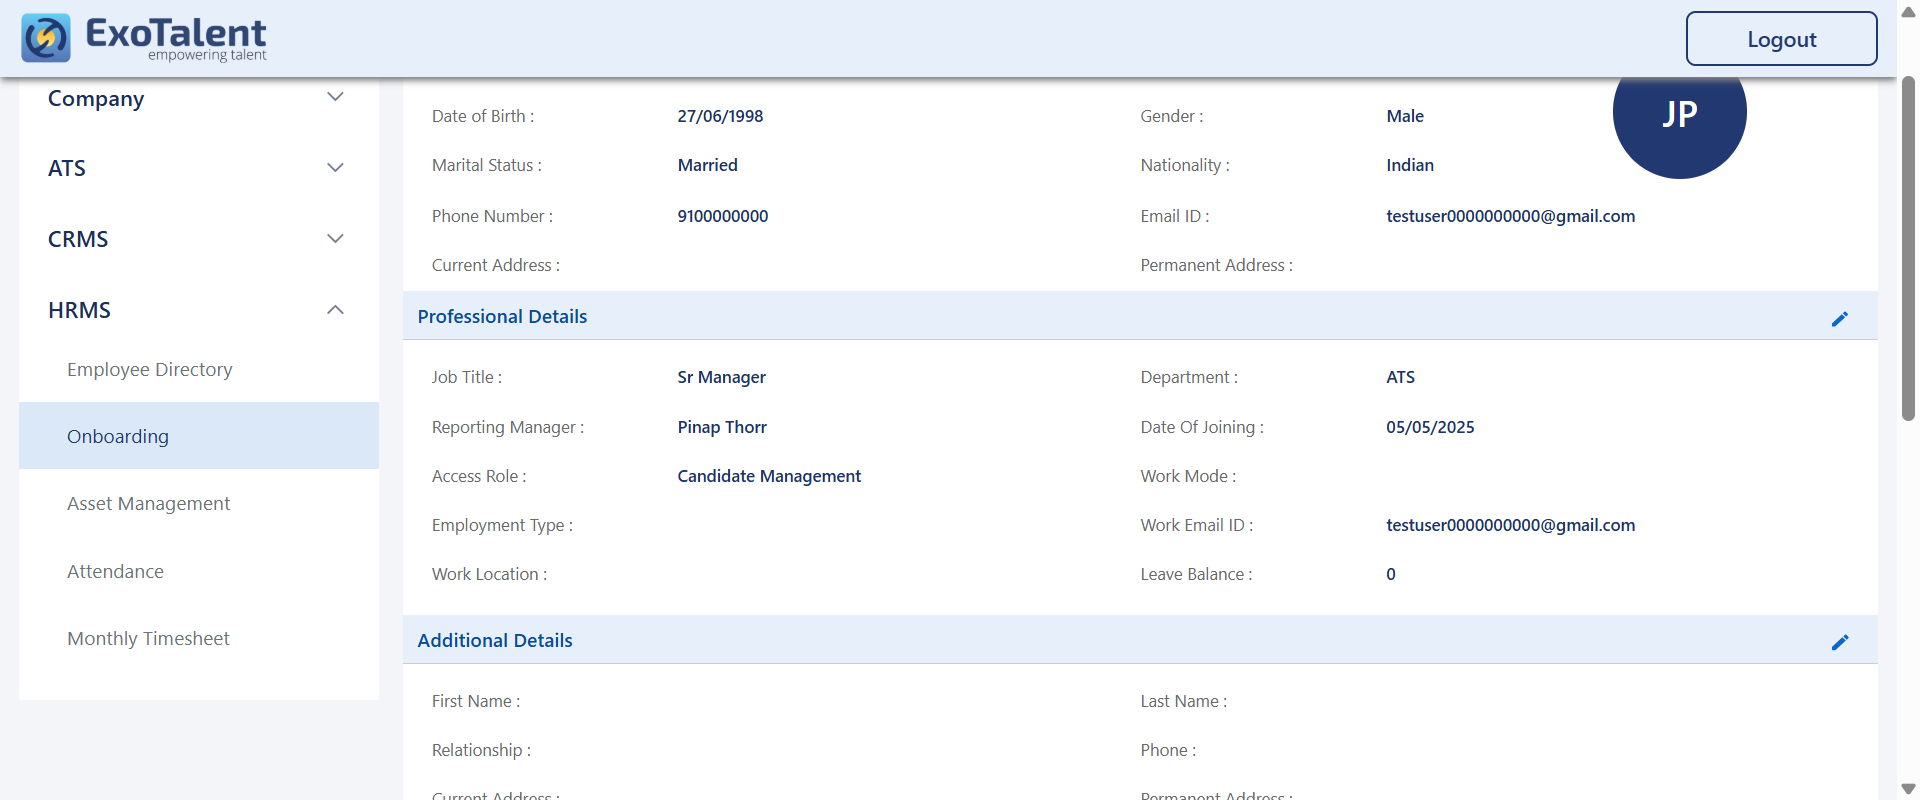 ExoTalent
empowering talent
Logout
Company
ATS
CRMS
HRMS
Employee Directory
Onboarding
Asset Management
Attendance
Monthly Timesheet
JP
Date of Birth : 27/06/1998 Gender : Male
Marital Status : Married Nationality : Indian
Phone Number : 9100000000 Email ID : testuser0000000000@gmail.com
Current Address : Permanent Address :
Professional Details
Job Title : Sr Manager Department : ATS
Reporting Manager : Pinap Thorr Date Of Joining : 05/05/2025
Access Role : Candidate Management Work Mode :
Employment Type : Work Email ID : testuser0000000000@gmail.com
Work Location : Leave Balance : 0
Additional Details
First Name : Last Name :
Relationship : Phone :
Current Address : Permanent Address :